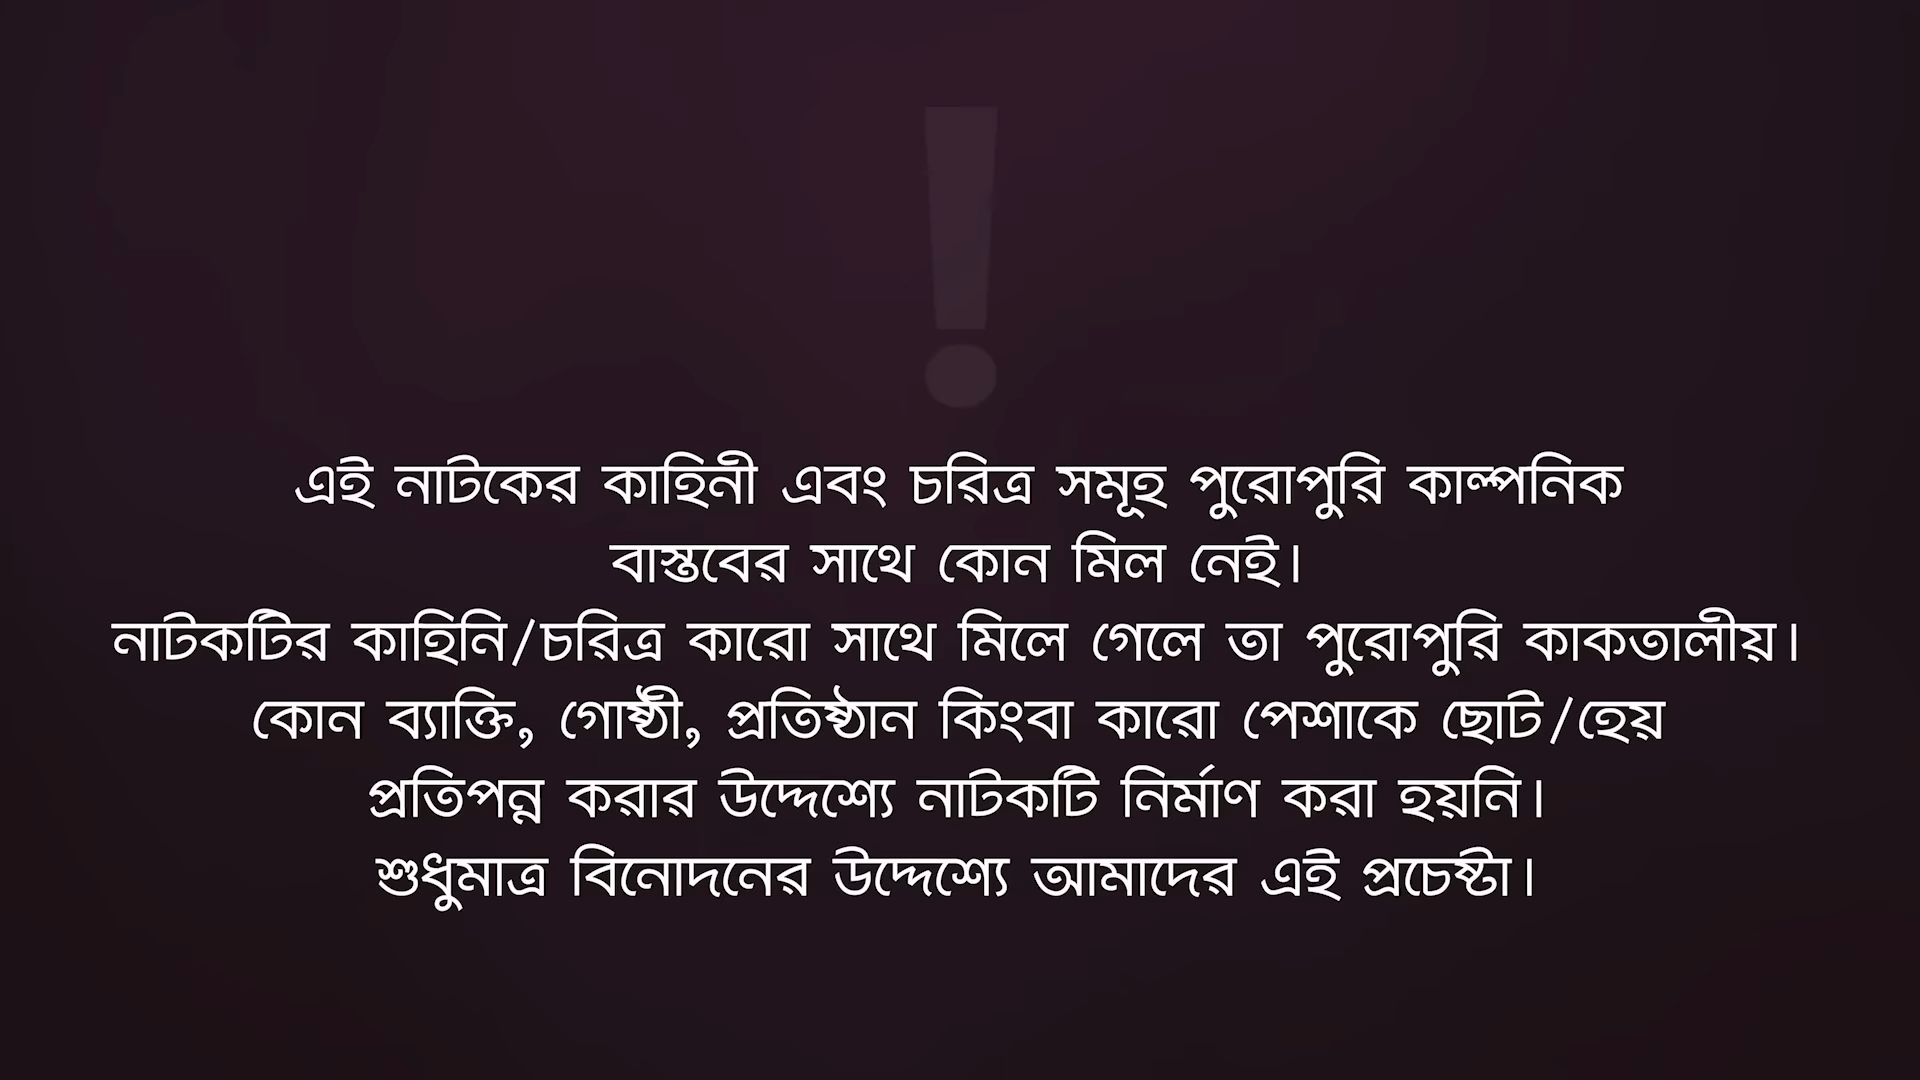 এই নাটকের কাহিনী এবং চরিত্র সমূহ পুরোপুরি কাল্পনিক
বাস্তবের সাথে কোন মিল নেই।
নাটকটির কাহিনি/চরিত্র কারো সাথে মিলে গেলে তা পুরোপুরি কাকতালীয়।
কোন ব্যাক্তি, গোষ্ঠী, প্রতিষ্ঠান কিংবা কারো পেশাকে ছোট/হেয়
প্রতিপন্ন করার উদ্দেশ্যে নাটকটি নির্মাণ করা হয়নি।
শুধুমাত্র বিনোদনের উদ্দেশ্যে আমাদের এই প্রচেষ্টা।